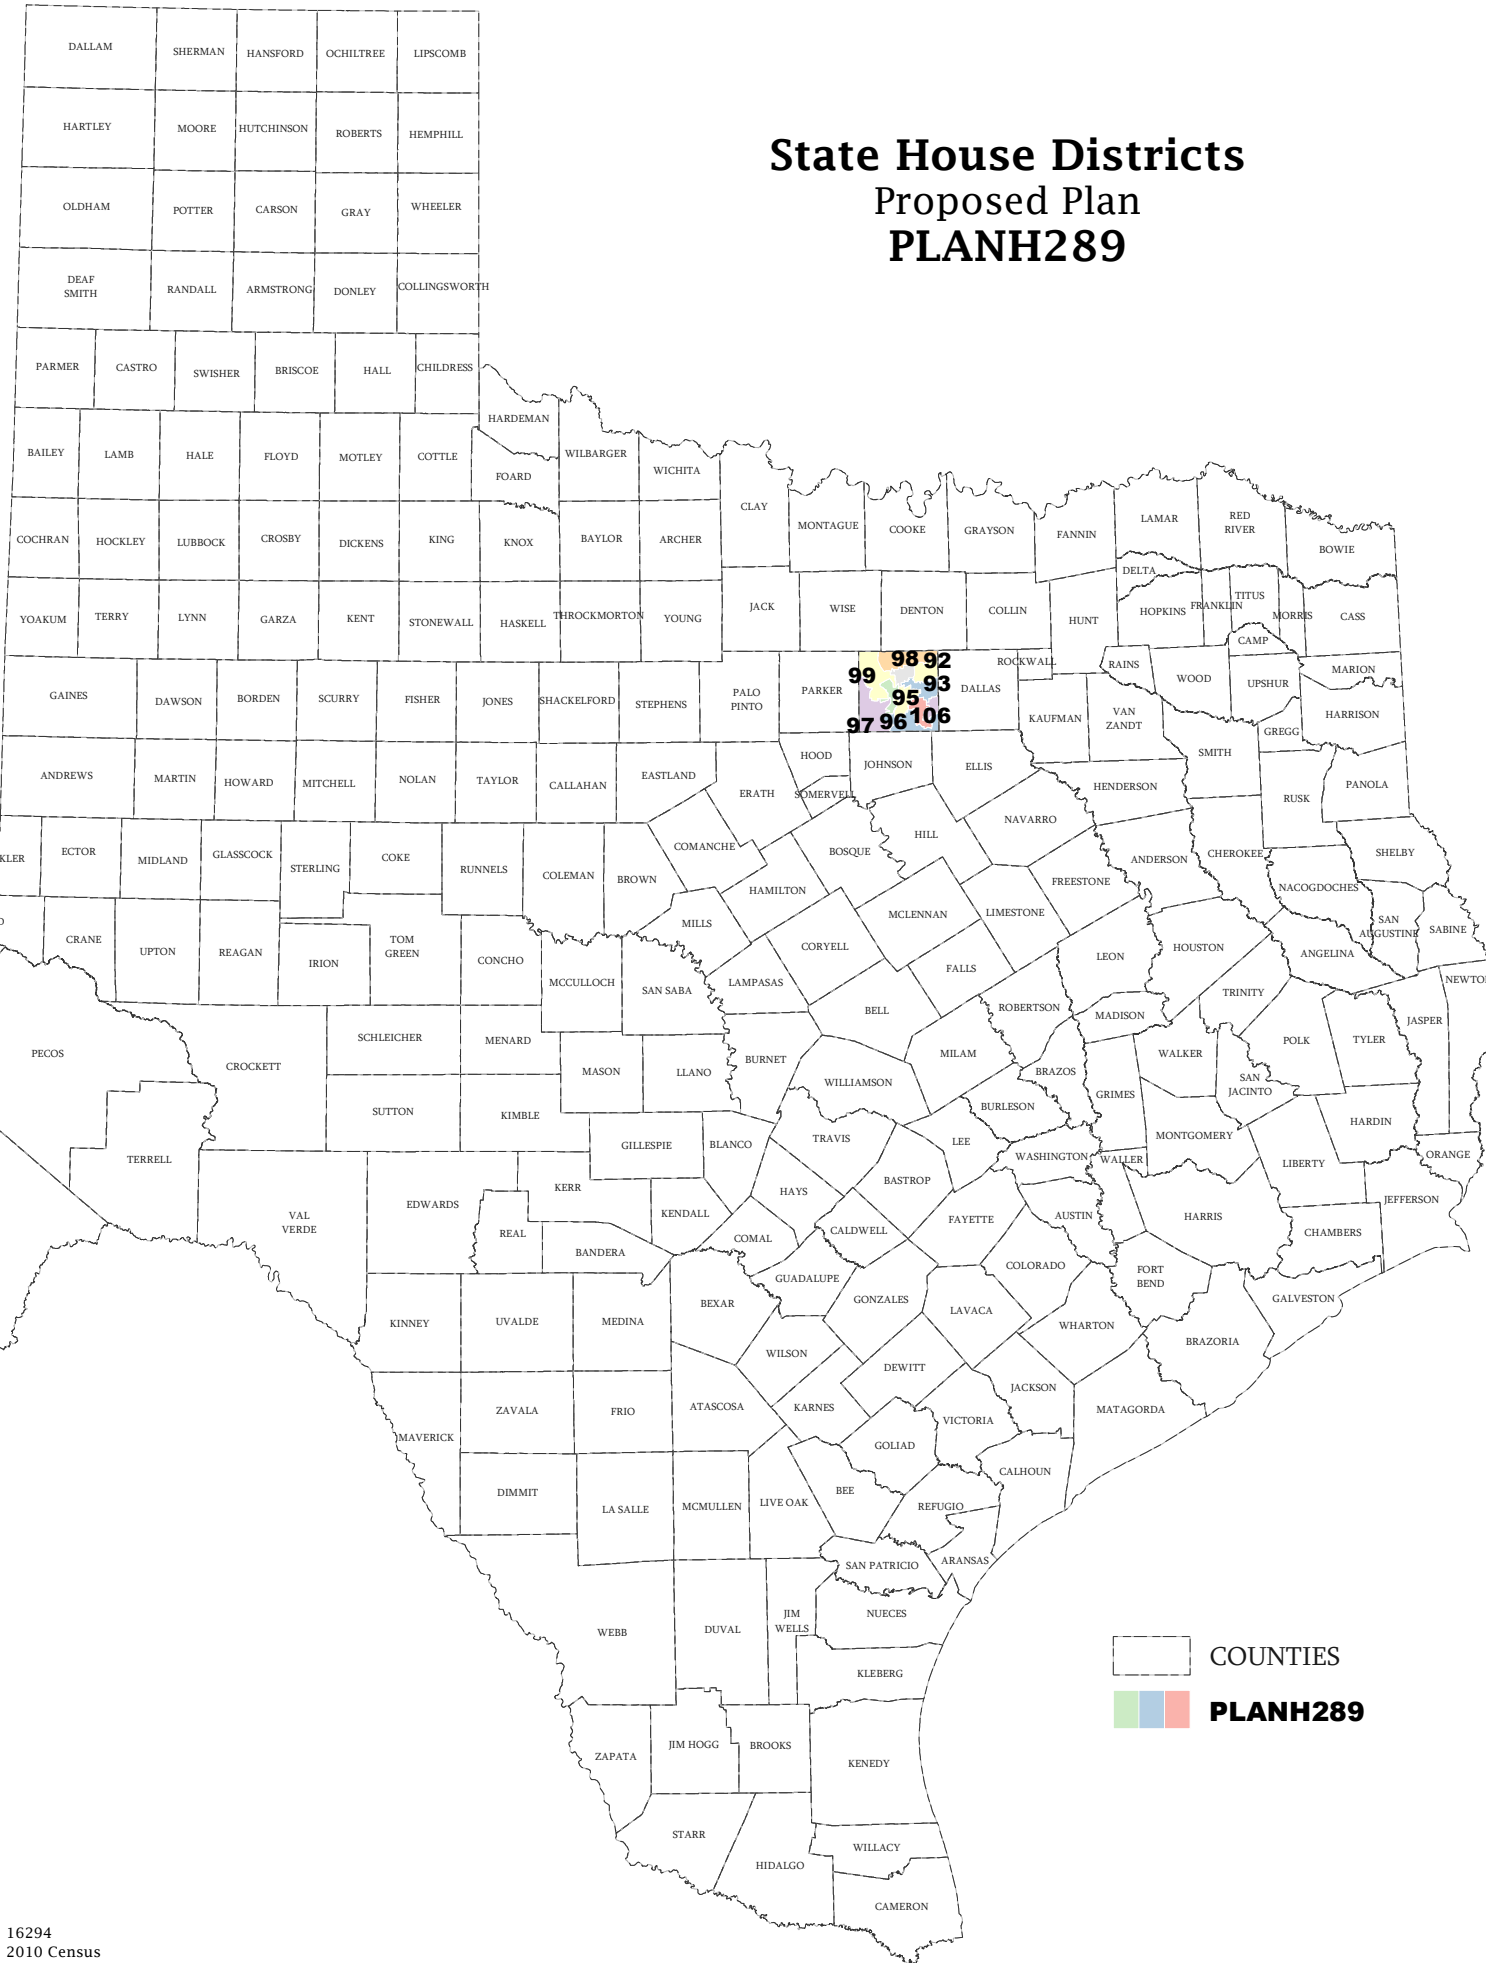 State House Districts
Proposed Plan
PLANH289
DALLAM
SHERMAN
HANSFORD
OCHILTREE
LIPSCOMB
HARTLEY
MOORE
HUTCHINSON
ROBERTS
HEMPHILL
OLDHAM
POTTER
CARSON
GRAY
WHEELER
DEAF
SMITH
RANDALL
ARMSTRONG
DONLEY
COLLINGSWORTH
PARMER
CASTRO
SWISHER
BRISCOE
HALL
CHILDRESS
HARDEMAN
BAILEY
LAMB
HALE
FLOYD
MOTLEY
COTTLE
FOARD
WILBARGER
WICHITA
CLAY
MONTAGUE
COOKE
GRAYSON
FANNIN
LAMAR
RED
RIVER
BOWIE
COCHRAN
HOCKLEY
LUBBOCK
CROSBY
DICKENS
KING
KNOX
BAYLOR
ARCHER
DELTA
YOAKUM
TERRY
LYNN
GARZA
KENT
STONEWALL
HASKELL
THROCKMORTON
YOUNG
JACK
WISE
DENTON
COLLIN
HUNT
HOPKINS
FRANKLIN
TITUS
MORRIS
CASS
CAMP
GAINES
DAWSON
BORDEN
SCURRY
FISHER
JONES
SHACKELFORD
STEPHENS
PALO
PINTO
PARKER
98
92
99
93
95
97
96
106
DALLAS
ROCKWALL
RAINS
WOOD
UPSHUR
MARION
HARRISON
KAUFMAN
VAN
ZANDT
GREGG
SMITH
ANDREWS
MARTIN
HOWARD
MITCHELL
NOLAN
TAYLOR
CALLAHAN
EASTLAND
ERATH
HOOD
SOMERVELL
JOHNSON
ELLIS
HENDERSON
RUSK
PANOLA
NAVARRO
HILL
BOSQUE
COMANCHE
KLER
ECTOR
MIDLAND
GLASSCOCK
STERLING
COKE
RUNNELS
COLEMAN
BROWN
HAMILTON
MILLS
FREESTONE
ANDERSON
CHEROKEE
SHELBY
NACOGDOCHES
MCLENNAN
LIMESTONE
SAN
AUGUSTINE
SABINE
CRANE
UPTON
REAGAN
IRION
TOM
GREEN
CONCHO
MCCULLOCH
SAN SABA
LAMPASAS
CORYELL
FALLS
LEON
HOUSTON
ANGELINA
TRINITY
NEWTO
BELL
ROBERTSON
MADISON
JASPER
PECOS
CROCKETT
SCHLEICHER
MENARD
MASON
LLANO
BURNET
MILAM
WALKER
POLK
TYLER
WILLIAMSON
BRAZOS
GRIMES
SAN
JACINTO
SUTTON
KIMBLE
BURLESON
HARDIN
MONTGOMERY
GILLESPIE
BLANCO
TRAVIS
LEE
WASHINGTON
WALLER
LIBERTY
ORANGE
TERRELL
VAL
VERDE
EDWARDS
KERR
REAL
KENDALL
HAYS
BASTROP
JEFFERSON
FAYETTE
AUSTIN
HARRIS
CHAMBERS
BANDERA
COMAL
CALDWELL
COLORADO
FORT
BEND
GALVESTON
GUADALUPE
GONZALES
LAVACA
KINNEY
UVALDE
MEDINA
BEXAR
WILSON
WHARTON
BRAZORIA
DEWITT
JACKSON
MATAGORDA
MAVERICK
ZAVALA
FRIO
ATASCOSA
KARNES
VICTORIA
GOLIAD
CALHOUN
DIMMIT
LA SALLE
MCMULLEN
LIVE OAK
BEE
REFUGIO
ARANSAS
SAN PATRICIO
WEBB
DUVAL
JIM
WELLS
NUECES
KLEBERG
ZAPATA
JIM HOGG
BROOKS
KENEDY
STARR
HIDALGO
WILLACY
CAMERON
COUNTIES
PLANH289
16294
2010 Census